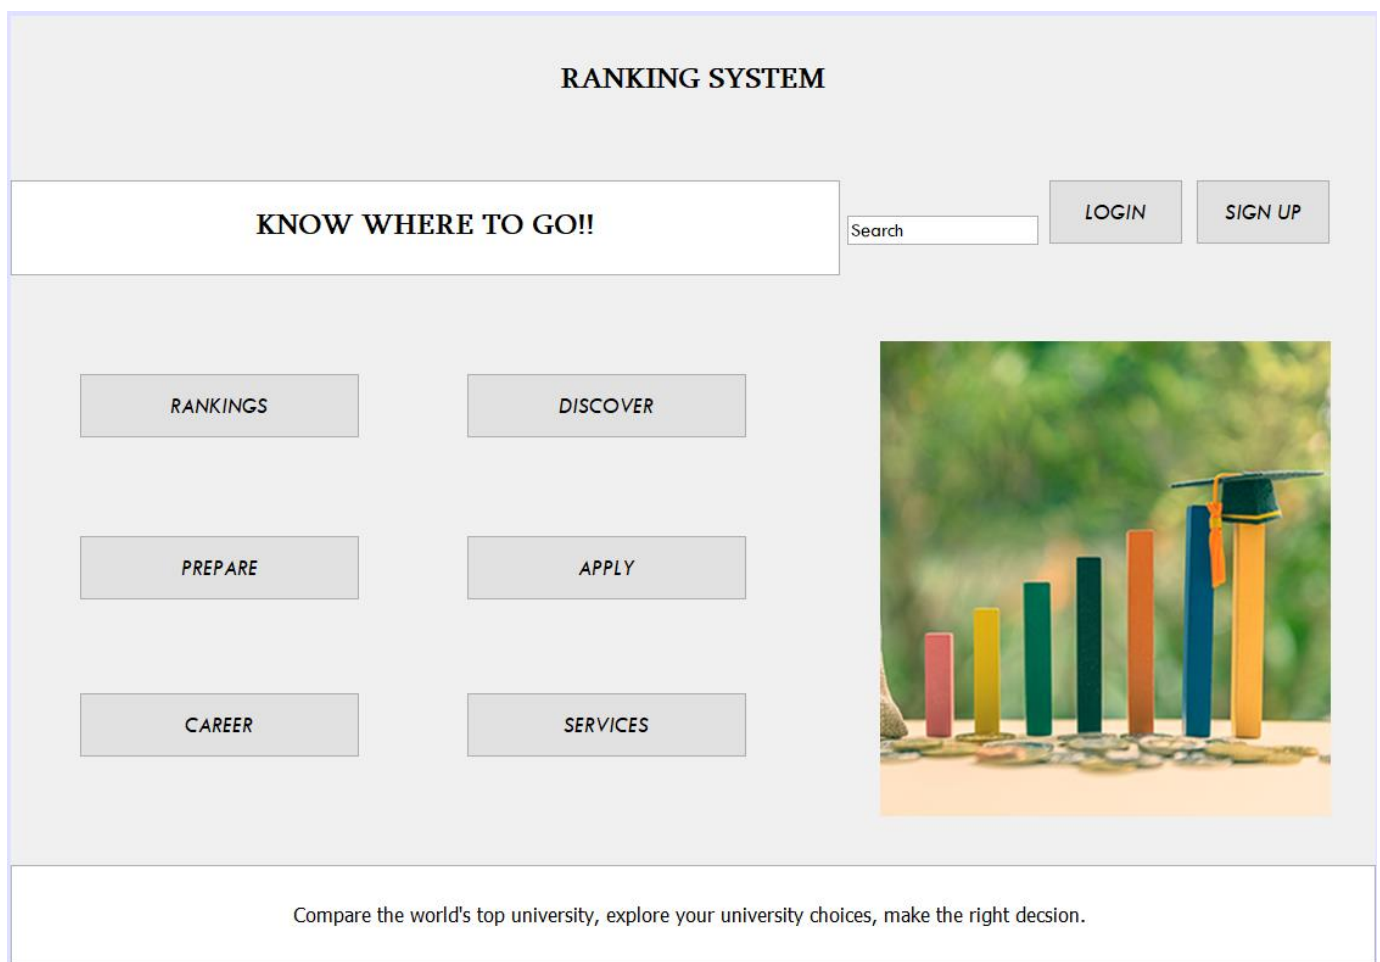 RANKING SYSTEM
KNOW WHERE TO GO!!
Search
LOGIN
SIGN UP
RANKINGS
DISCOVER
PREPARE
APPLY
CAREER
SERVICES
Compare the world's top university, explore your university choices, make the right decsion.